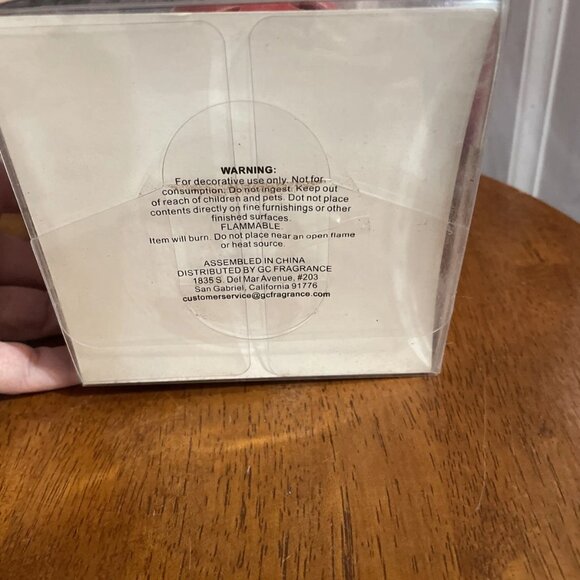 WARNING:
For decorative use only. Not for
consumption. Do not ingest. Keep out
of reach of children and pets. Dot not place
contents directly on fine furnishings or other
finished surfaces.
FLAMMABLE
Item will burn. Do not place near an open flame
or heat source.
ASSEMBLED IN CHINA
DISTRIBUTED BY GC FRAGRANCE
1835 S. Del Mar Avenue, #203
San Gabriel, California 91776
customerservice@gcfragrance.com